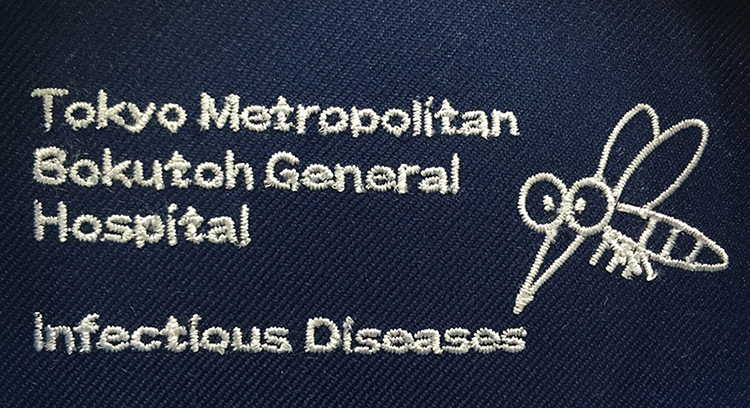 Tokyo Metropolitan
Bokutoh General
Hospital
Infectious Diseases